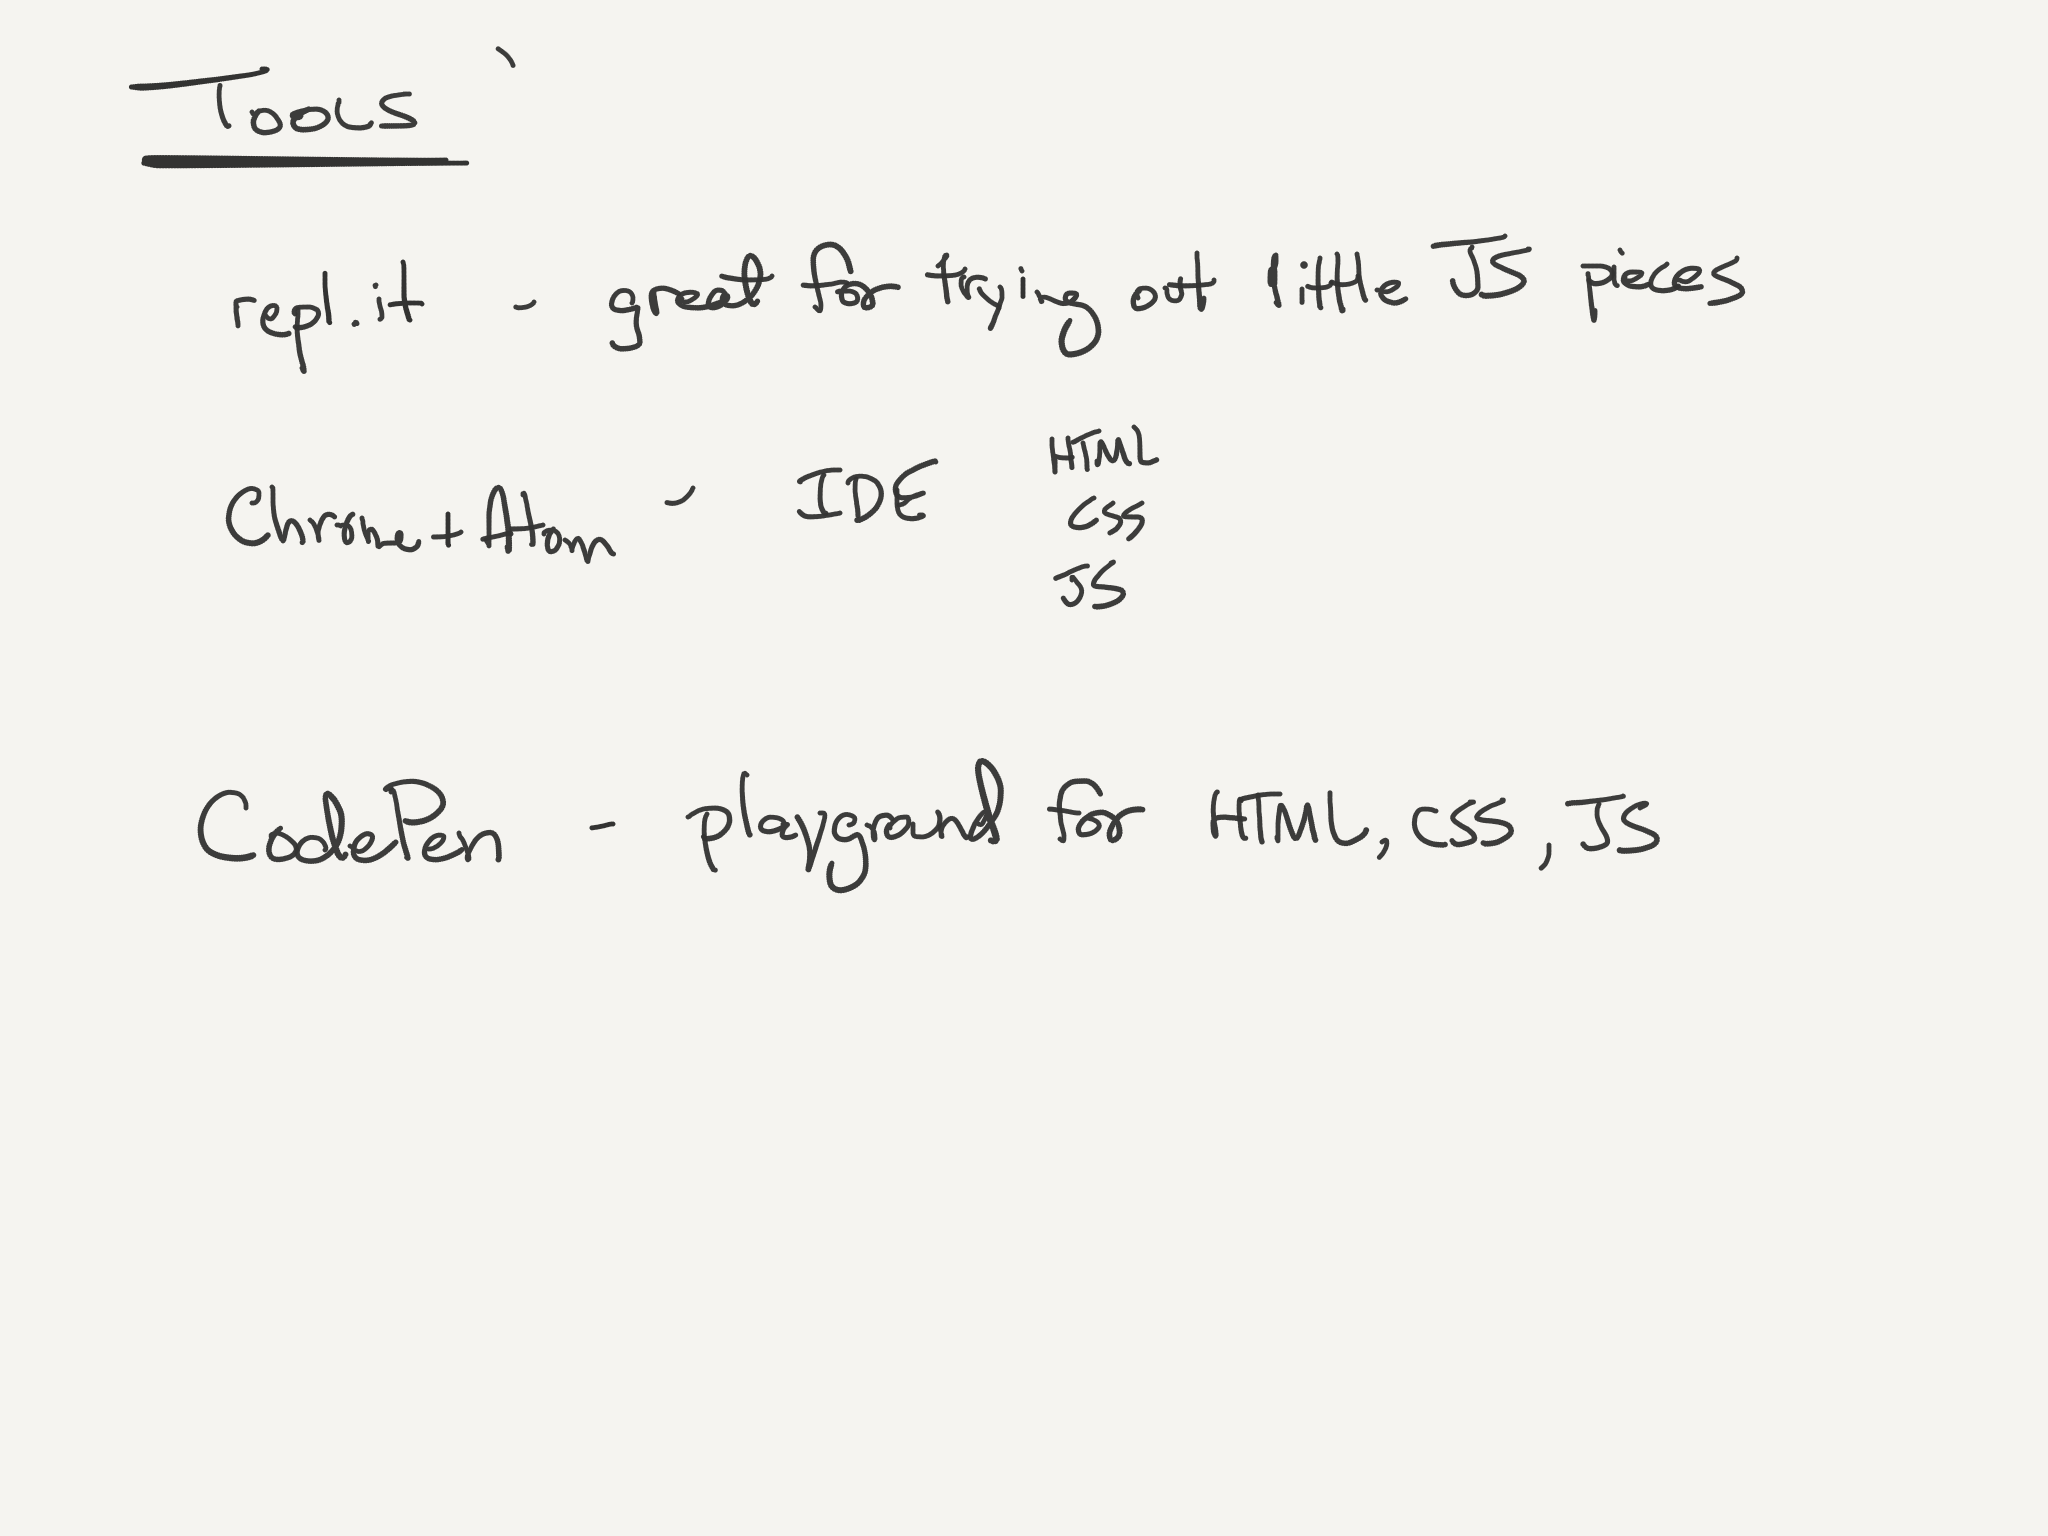 Tools
repl.it - great for trying out little JS pieces
Chrome + Atom - IDE HTML
CSS
JS
CodePen - playground for HTML, CSS, JS